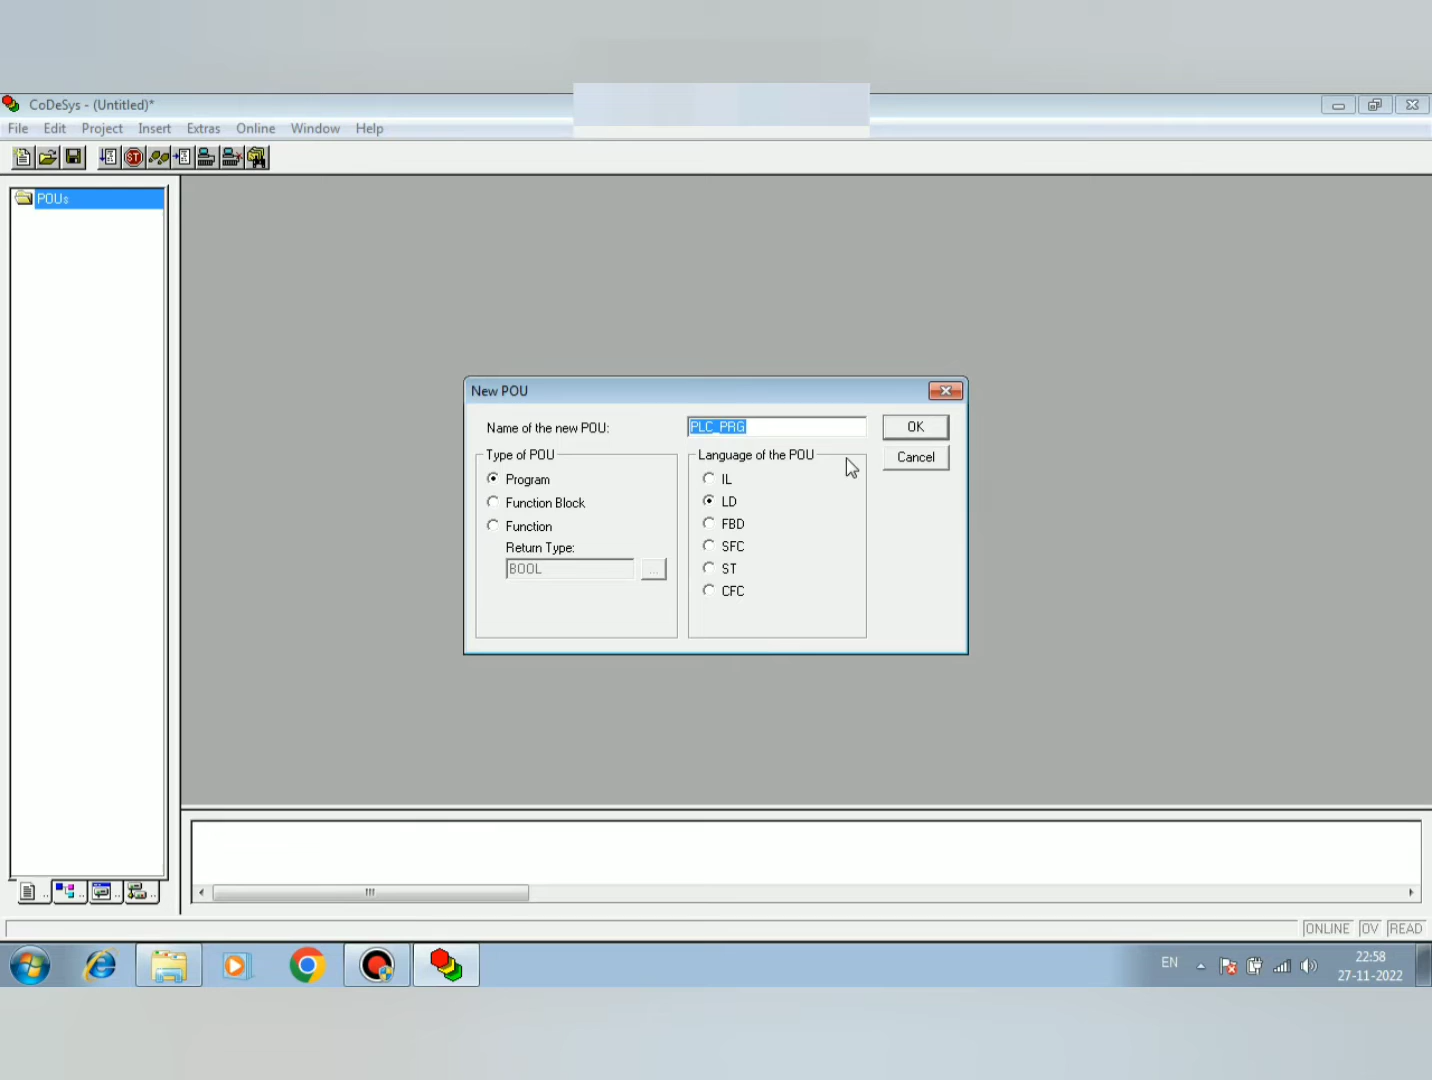 CoDeSys - (Untitled)*
File Edit Project Insert Extras Online Window Help
POUs
New POU
Name of the new POU:
PLC_PRG
OK
Type of POU
Language of the POU
Cancel
Program
IL
Function Block
LD
Function
FBD
Return Type:
SFC
BOOL
...
ST
CFC
ONLINE OV READ
EN
22:58
27-11-2022